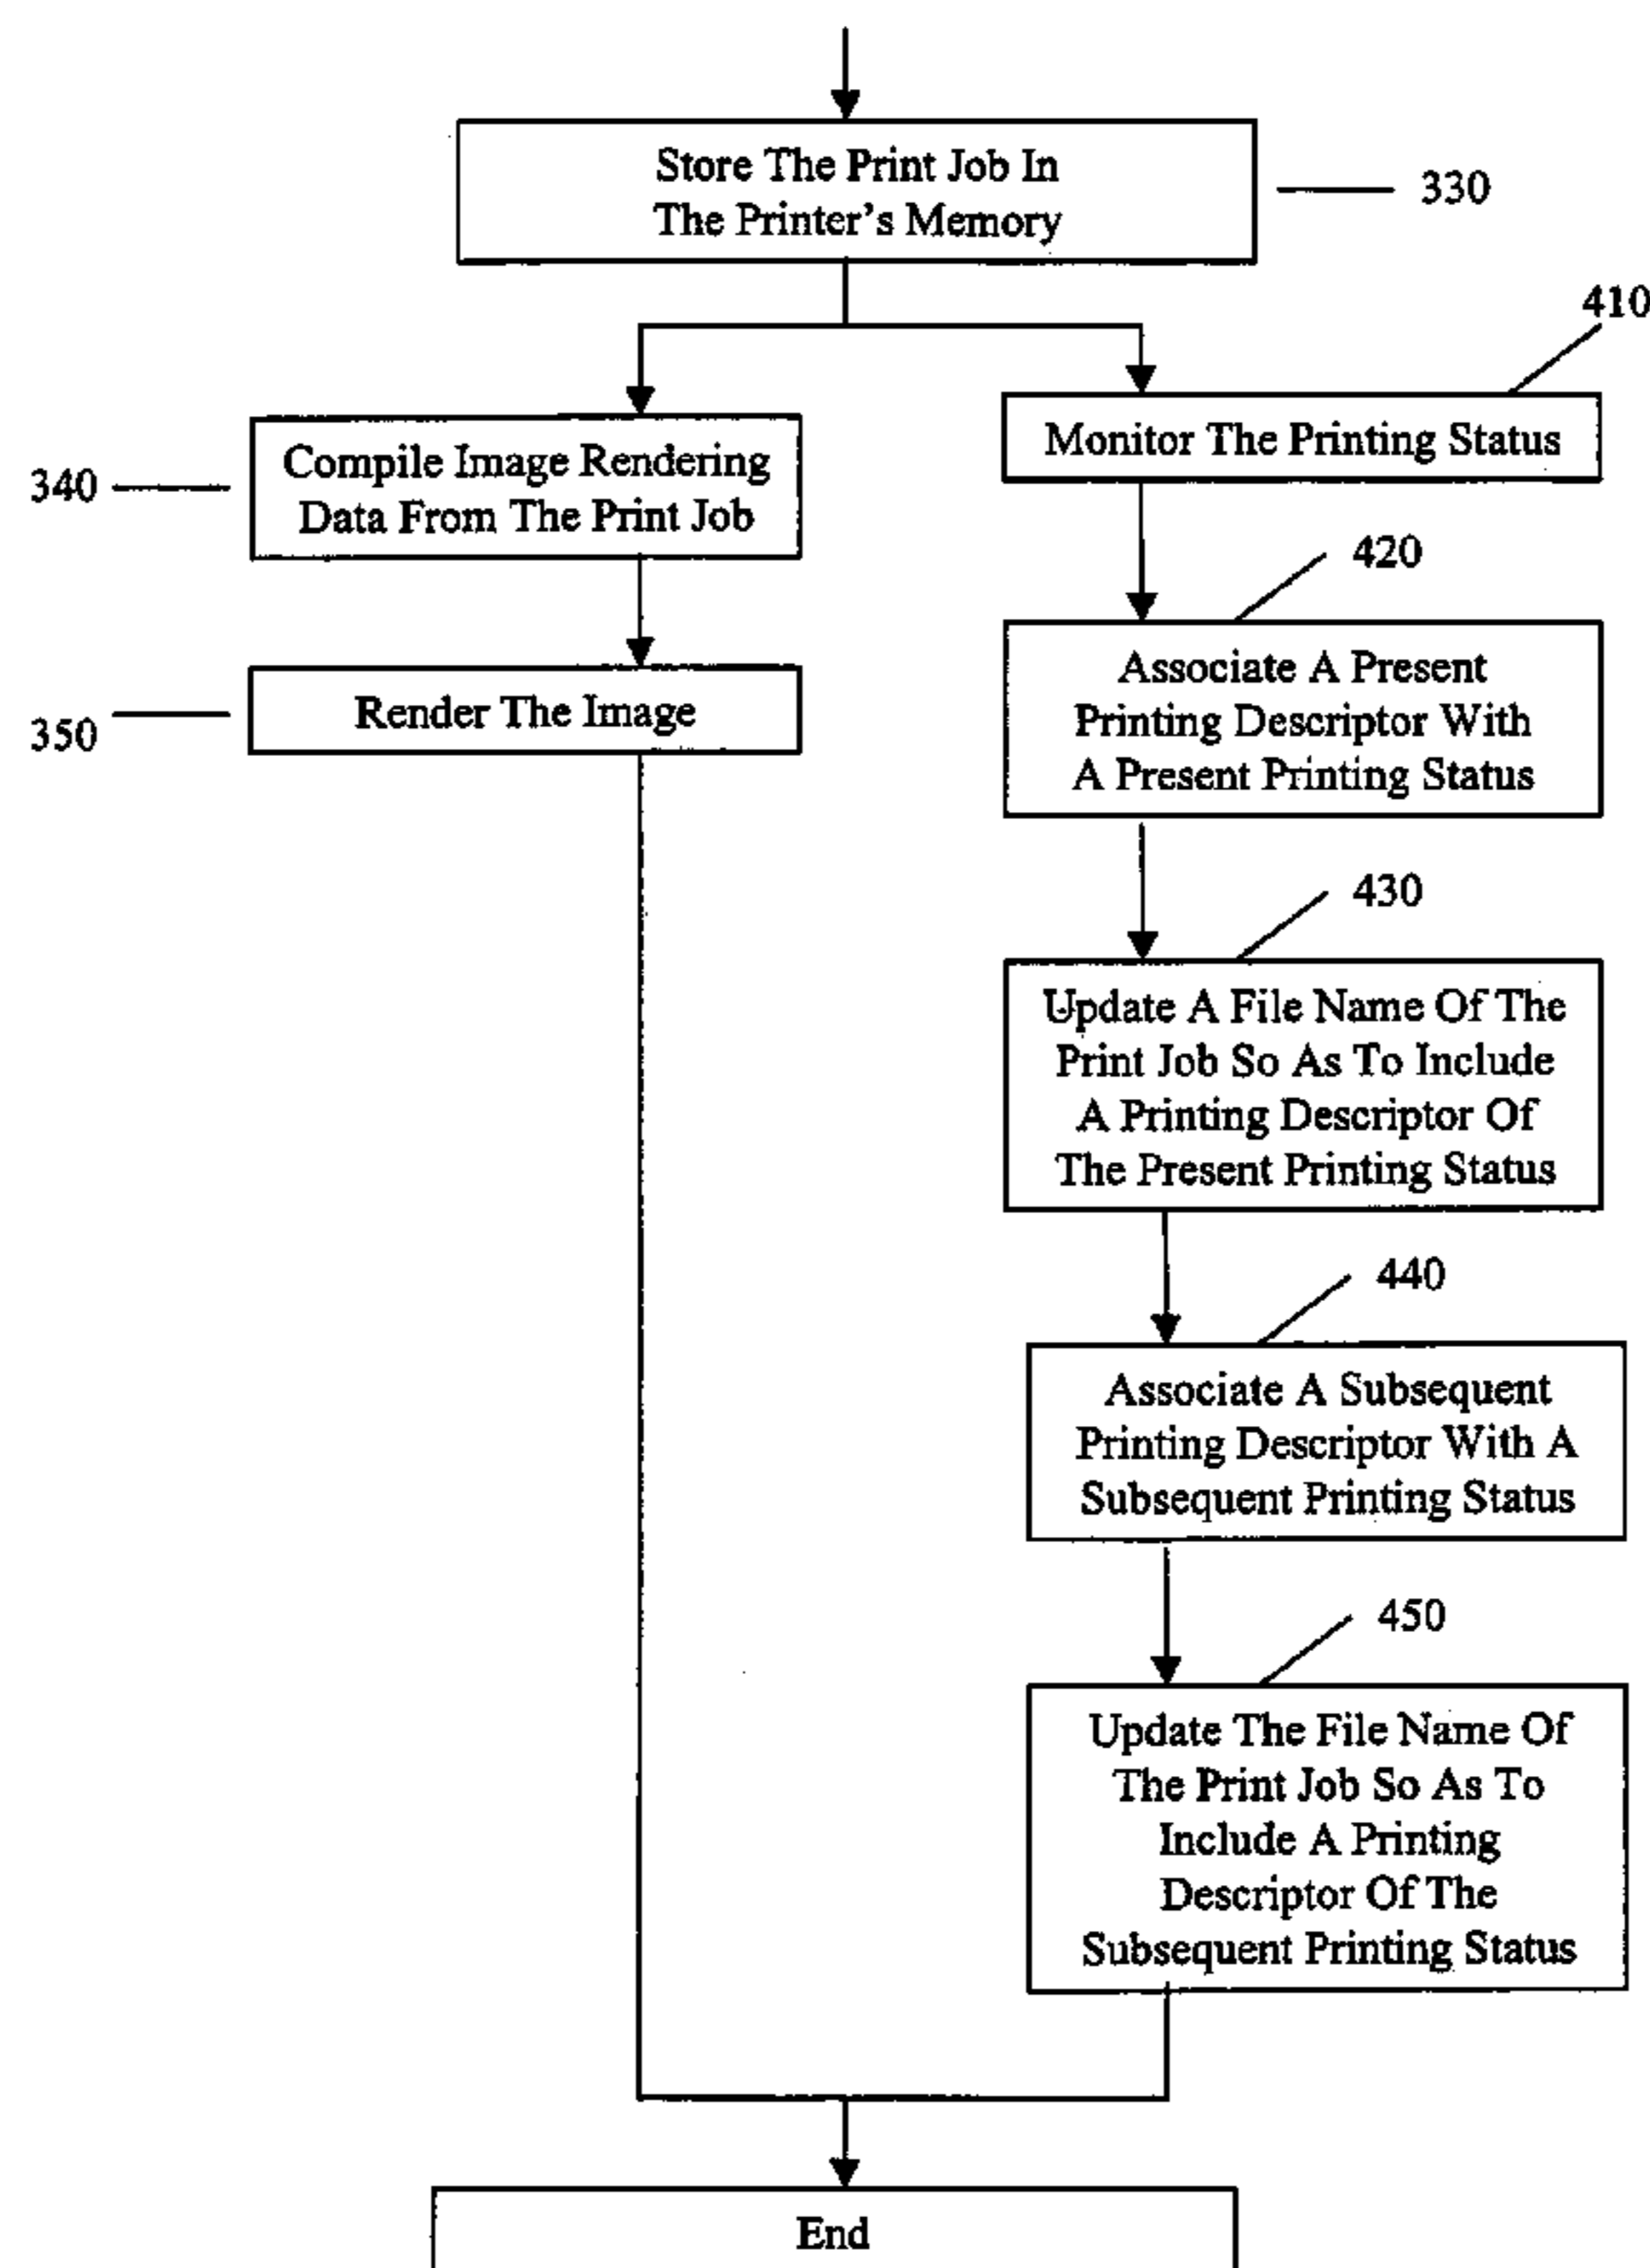 Store The Print Job In
The Printer's Memory
330
410
Monitor The Printing Status
340
Compile Image Rendering
Data From The Print Job
420
350
Render The Image
Associate A Present
Printing Descriptor With
A Present Printing Status
430
Update A File Name Of The
Print Job So As To Include
A Printing Descriptor Of
The Present Printing Status
440
Associate A Subsequent
Printing Descriptor With A
Subsequent Printing Status
450
Update The File Name Of
The Print Job So As To
Include A Printing
Descriptor Of The
Subsequent Printing Status
End